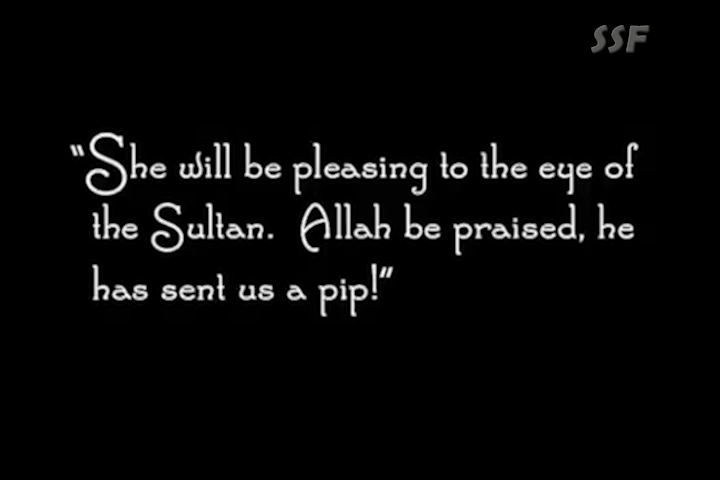 SSF
"She will be pleasing to the eye of
the Sultan. Allah be praised, he
has sent us a pip!"